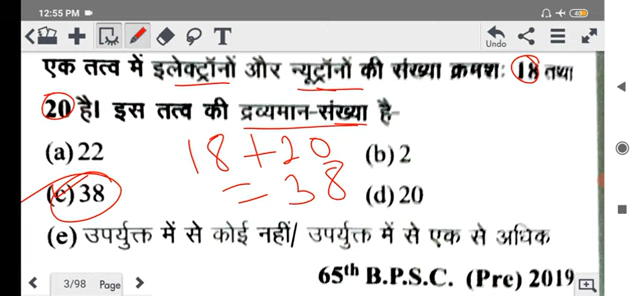 12:55 PM
40
T
Undo
एक तत्व में इलेक्ट्रॉनों और न्यूट्रॉनों की संख्या क्रमशः 18 तथा
20 है। इस तत्व की द्रव्यमान-संख्या है-
(a) 22
18 + 20
(b) 2
(c) 38
= 38
(d) 20
(e) उपर्युक्त में से कोई नहीं/ उपर्युक्त में से एक से अधिक
65th B.P.S.C. (Pre) 2019
3/98 Page